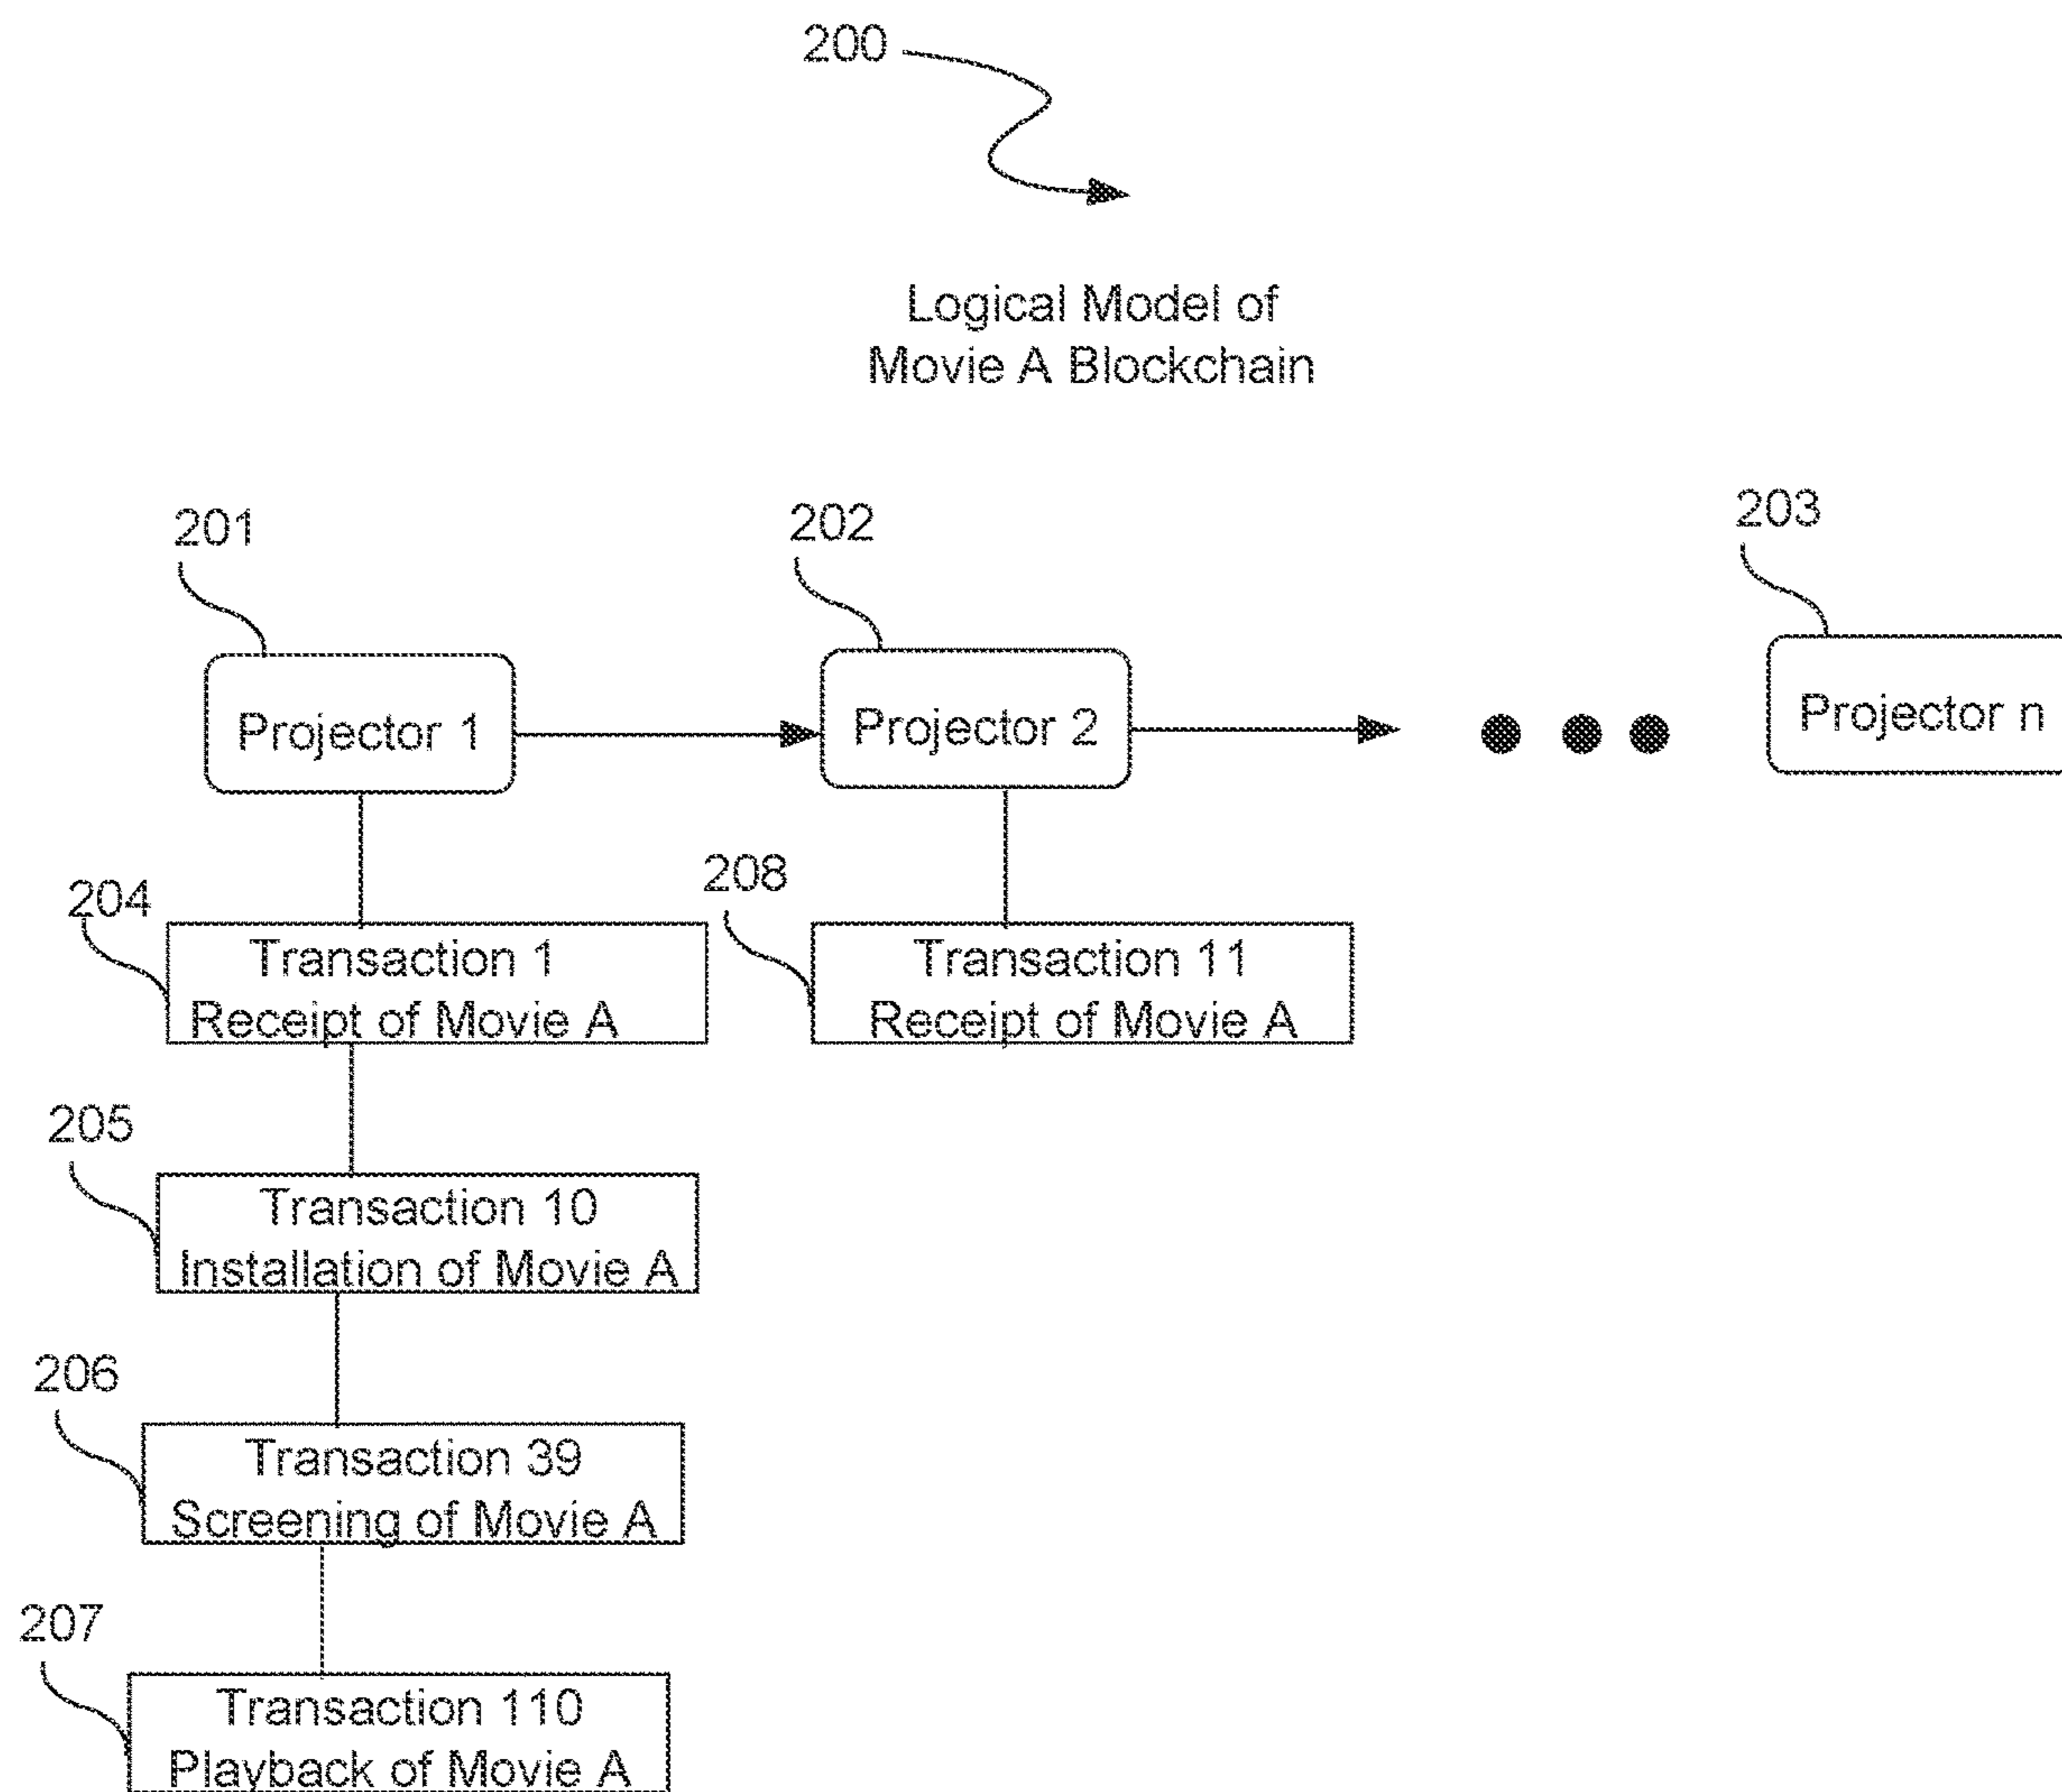 200
Logical Model of
Movie A Blockchain
201
202
203
Projector 1
Projector 2
Projector n
204
208
Transaction 1
Receipt of Movie A
Transaction 11
Receipt of Movie A
205
Transaction 10
Installation of Movie A
206
Transaction 39
Screening of Movie A
207
Transaction 110
Playback of Movie A